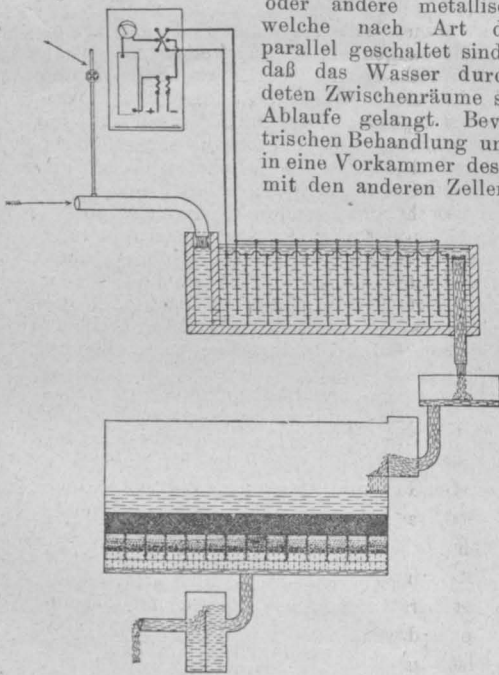 oder andere metallisc
welche nach Art d
parallel geschaltet sind
daß das Wasser durc
deten Zwischenräume s
Ablaufe gelangt. Bev
trischen Behandlung un
in eine Vorkammer des
mit den anderen Zeller